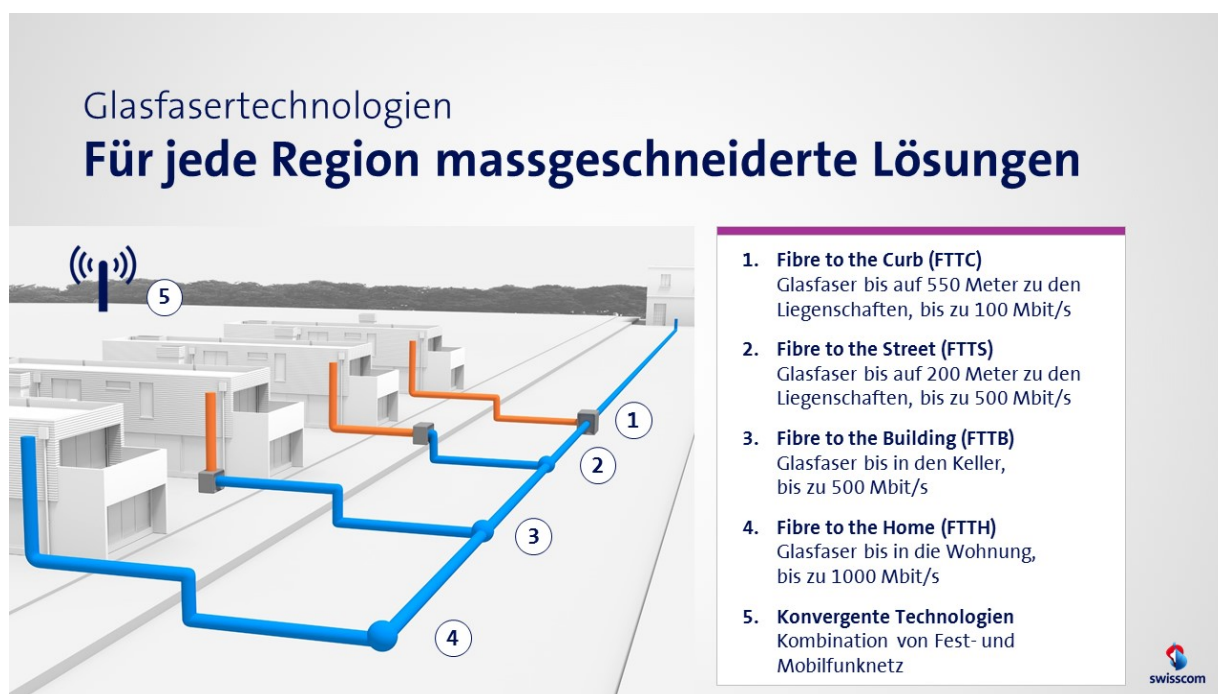 Glasfasertechnologien
Für jede Region massgeschneiderte Lösungen
5
1
2
3
4
1. Fibre to the Curb (FTTC)
Glasfaser bis auf 550 Meter zu den
Liegenschaften, bis zu 100 Mbit/s
2. Fibre to the Street (FTTS)
Glasfaser bis auf 200 Meter zu den
Liegenschaften, bis zu 500 Mbit/s
3. Fibre to the Building (FTTB)
Glasfaser bis in den Keller,
bis zu 500 Mbit/s
4. Fibre to the Home (FTTH)
Glasfaser bis in die Wohnung,
bis zu 1000 Mbit/s
5. Konvergente Technologien
Kombination von Fest- und
Mobilfunknetz
swisscom